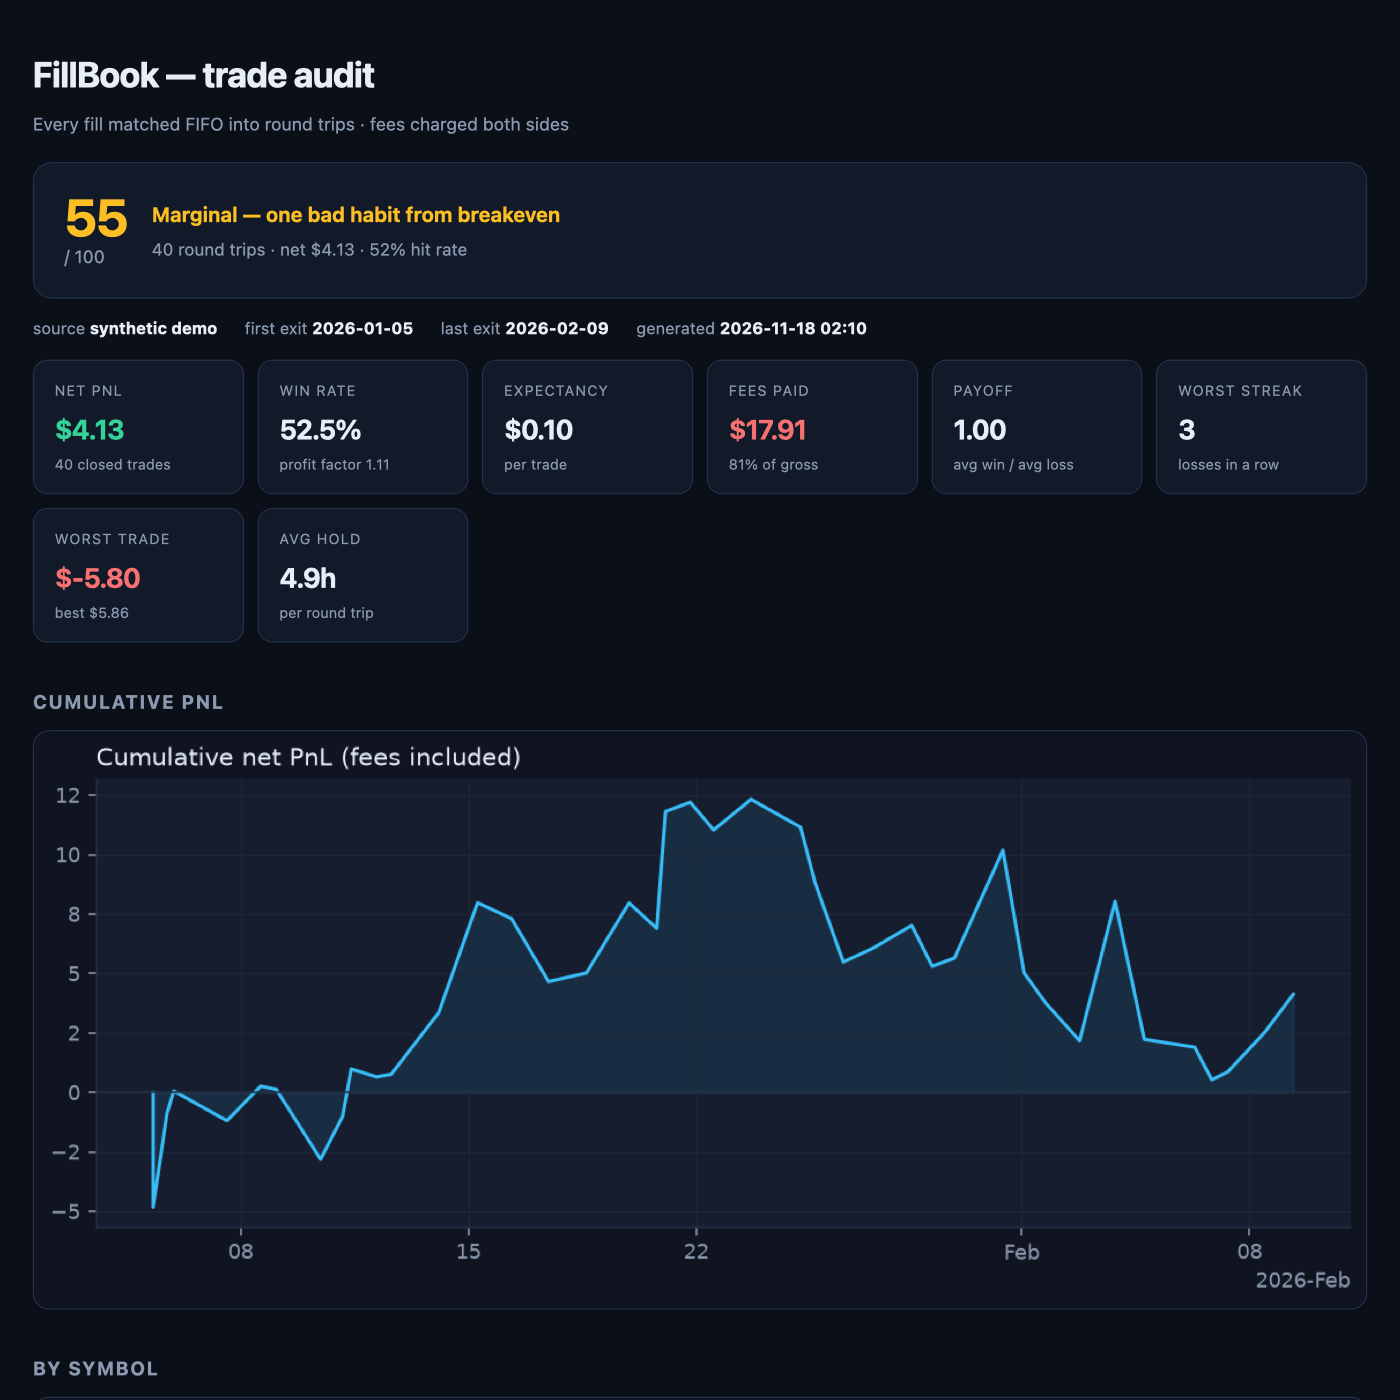 FillBook — trade audit
Every fill matched FIFO into round trips · fees charged both sides
55
/ 100
Marginal — one bad habit from breakeven
40 round trips · net $4.13 · 52% hit rate
source synthetic demo first exit 2026-01-05 last exit 2026-02-09 generated 2026-11-18 02:10
NET PNL
$4.13
40 closed trades
WIN RATE
52.5%
profit factor 1.11
EXPECTANCY
$0.10
per trade
FEES PAID
$17.91
81% of gross
PAYOFF
1.00
avg win / avg loss
WORST STREAK
3
losses in a row
WORST TRADE
$-5.80
best $5.86
AVG HOLD
4.9h
per round trip
CUMULATIVE PNL
Cumulative net PnL (fees included)
12
10
8
5
2
0
−2
−5
08 15 22 Feb 08
2026-Feb
BY SYMBOL